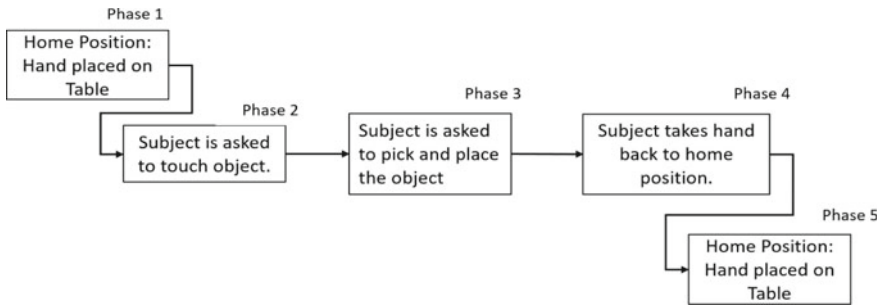 Phase 1
Home Position:
Hand placed on
Table
Phase 2
Subject is asked
to touch object.
Phase 3
Subject is asked
to pick and place
the object
Phase 4
Subject takes hand
back to home
position.
Phase 5
Home Position:
Hand placed on
Table